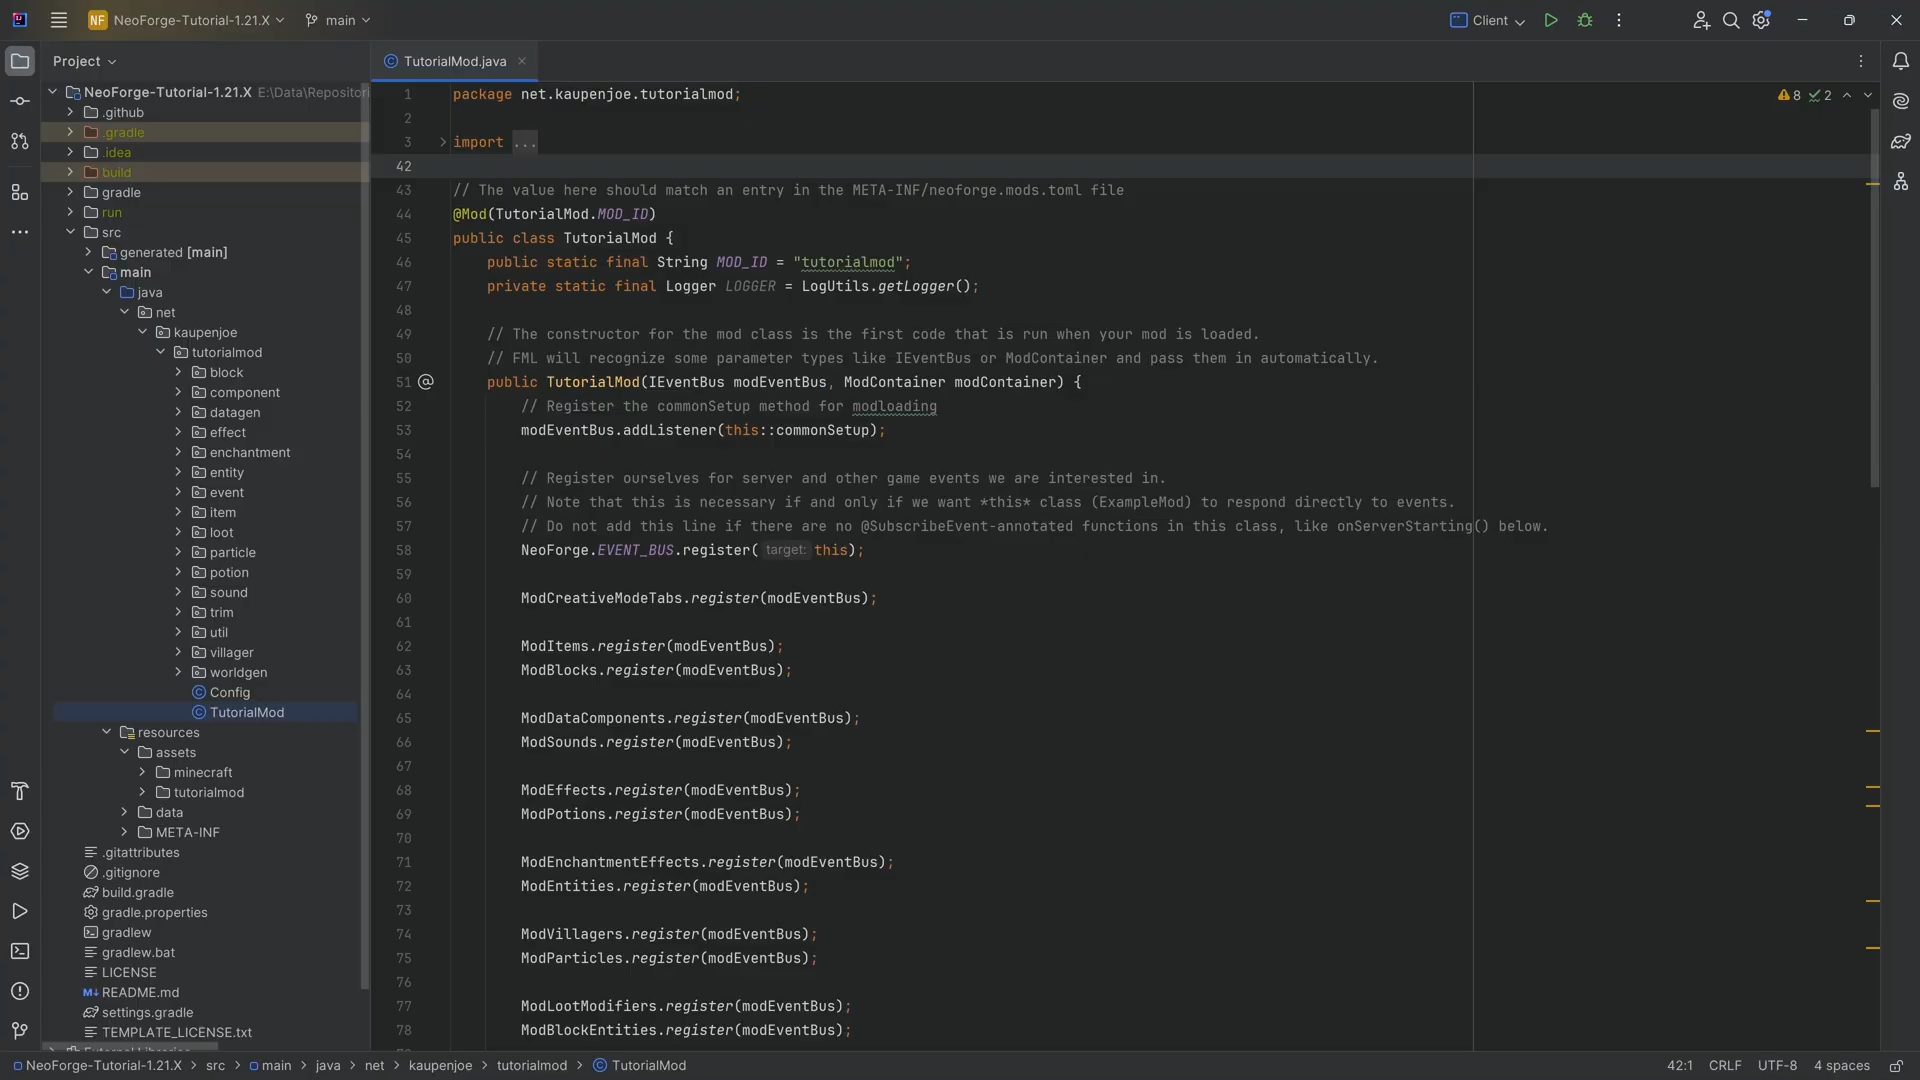 NF NeoForge-Tutorial-1.21.X main Client
Project
TutorialMod.java
NeoForge-Tutorial-1.21.X E:\Data\Repositori
.github
.gradle
.idea
build
gradle
run
src
generated [main]
main
java
net
kaupenjoe
tutorialmod
block
component
datagen
effect
enchantment
entity
event
item
loot
particle
potion
sound
trim
util
villager
worldgen
Config
TutorialMod
resources
assets
minecraft
tutorialmod
data
META-INF
.gitattributes
.gitignore
build.gradle
gradle.properties
gradlew
gradlew.bat
LICENSE
M↓ README.md
settings.gradle
TEMPLATE_LICENSE.txt
8 2
1 package net.kaupenjoe.tutorialmod;
2
3 import ...
42
43 // The value here should match an entry in the META-INF/neoforge.mods.toml file
44 @Mod(TutorialMod.MOD_ID)
45 public class TutorialMod {
46 public static final String MOD_ID = "tutorialmod";
47 private static final Logger LOGGER = LogUtils.getLogger();
48
49 // The constructor for the mod class is the first code that is run when your mod is loaded.
50 // FML will recognize some parameter types like IEventBus or ModContainer and pass them in automatically.
51 @ public TutorialMod(IEventBus modEventBus, ModContainer modContainer) {
52 // Register the commonSetup method for modloading
53 modEventBus.addListener(this::commonSetup);
54
55 // Register ourselves for server and other game events we are interested in.
56 // Note that this is necessary if and only if we want *this* class (ExampleMod) to respond directly to events.
57 // Do not add this line if there are no @SubscribeEvent-annotated functions in this class, like onServerStarting() below.
58 NeoForge.EVENT_BUS.register( target: this);
59
60 ModCreativeModeTabs.register(modEventBus);
61
62 ModItems.register(modEventBus);
63 ModBlocks.register(modEventBus);
64
65 ModDataComponents.register(modEventBus);
66 ModSounds.register(modEventBus);
67
68 ModEffects.register(modEventBus);
69 ModPotions.register(modEventBus);
70
71 ModEnchantmentEffects.register(modEventBus);
72 ModEntities.register(modEventBus);
73
74 ModVillagers.register(modEventBus);
75 ModParticles.register(modEventBus);
76
77 ModLootModifiers.register(modEventBus);
78 ModBlockEntities.register(modEventBus);
NeoForge-Tutorial-1.21.X > src > main > java > net > kaupenjoe > tutorialmod > TutorialMod 42:1 CRLF UTF-8 4 spaces